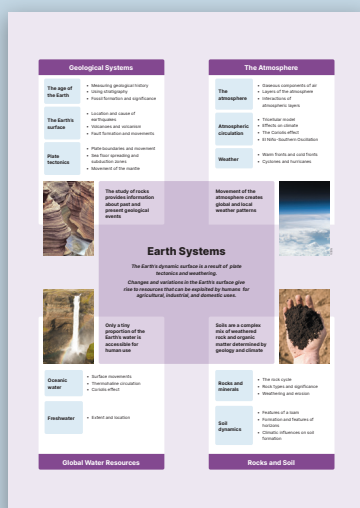 Geological Systems
The age of
the Earth
• Measuring geological history
• Using stratigraphy
• Fossil formation and significance
The Earth's
surface
• Location and cause of
earthquakes
• Volcanoes and volcanism
• Fault formation and movements
Plate
tectonics
• Plate boundaries and movement
• Sea floor spreading and
subduction zones
• Movement of the mantle
The study of rocks
provides information
about past and
present geological
events
The Atmosphere
The
atmosphere
• Gaseous components of air
• Layers of the atmosphere
• Interactions of
atmospheric layers
Atmospheric
circulation
• Tricellular model
• Effects on climate
• The Coriolis effect
• El Niño-Southern Oscillation
Weather
• Warm fronts and cold fronts
• Cyclones and hurricanes
Movement of the
atmosphere creates
global and local
weather patterns
Earth Systems
The Earth's dynamic surface is a result of plate
tectonics and weathering.
Changes and variations in the Earth's surface give
rise to resources that can be exploited by humans for
agricultural, industrial, and domestic uses.
Only a tiny
proportion of the
Earth's water is
accessible for
human use
Oceanic
water
• Surface movements
• Thermohaline circulation
• Coriolis effect
Freshwater
• Extent and location
Global Water Resources
Soils are a complex
mix of weathered
rock and organic
matter determined by
geology and climate
Rocks and
minerals
• The rock cycle
• Rock types and significance
• Weathering and erosion
Soil
dynamics
• Features of a loam
• Formation and features of
horizons
• Climatic influences on soil
formation
Rocks and Soil